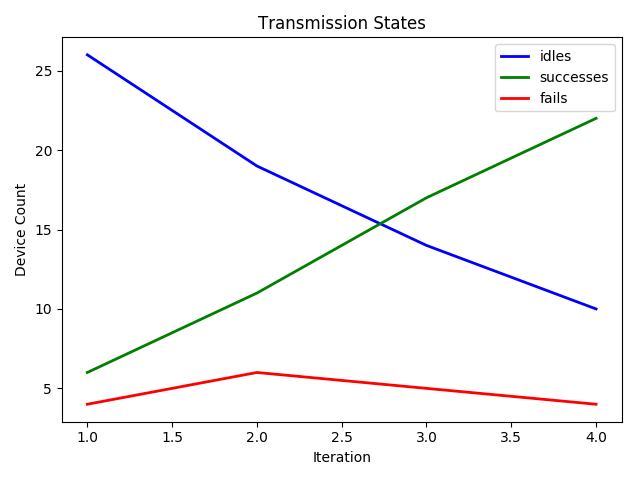 Transmission States
idles
successes
fails
25
20
15
10
5
Device Count
1.0 1.5 2.0 2.5 3.0 3.5 4.0
Iteration